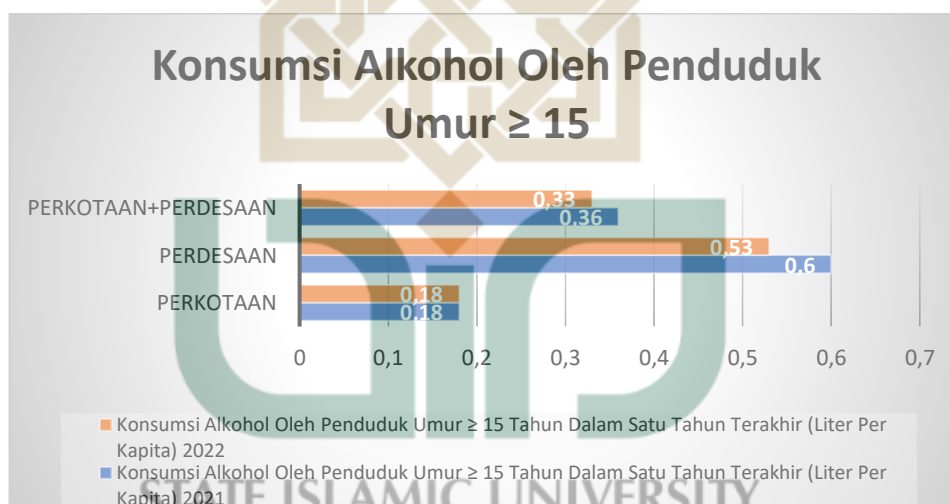 Konsumsi Alkohol Oleh Penduduk
Umur ≥ 15
PERKOTAAN+PERDESAAN
0,33
0,36
PERDESAAN
0,53
0,6
PERKOTAAN
0,18
0,18
0 0,1 0,2 0,3 0,4 0,5 0,6 0,7
Konsumsi Alkohol Oleh Penduduk Umur ≥ 15 Tahun Dalam Satu Tahun Terakhir (Liter Per
Kapita) 2022
Konsumsi Alkohol Oleh Penduduk Umur ≥ 15 Tahun Dalam Satu Tahun Terakhir (Liter Per
Kapita) 2021
STATE ISLAMIC UNIVERSITY